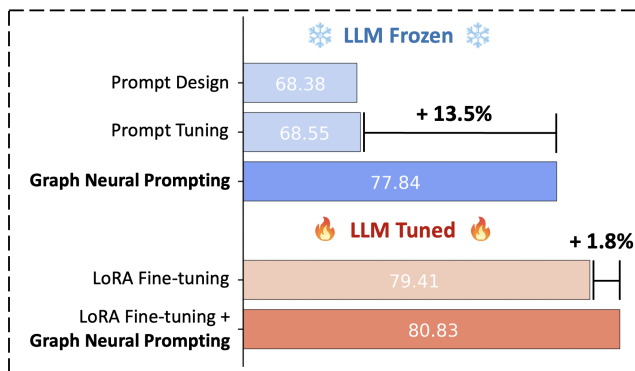 LLM Frozen
Prompt Design
68.38
Prompt Tuning
68.55
+ 13.5%
Graph Neural Prompting
77.84
LLM Tuned
+ 1.8%
LoRA Fine-tuning
79.41
LoRA Fine-tuning +
Graph Neural Prompting
80.83